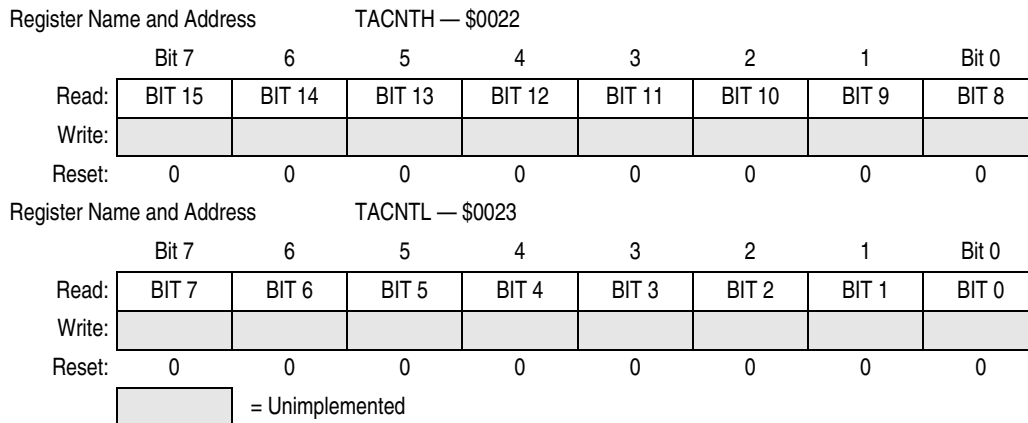 Register Name and Address TACNTH — $0022
Bit 7 6 5 4 3 2 1 Bit 0
Read: BIT 15 BIT 14 BIT 13 BIT 12 BIT 11 BIT 10 BIT 9 BIT 8
Write:
Reset: 0 0 0 0 0 0 0 0
Register Name and Address TACNTL — $0023
Bit 7 6 5 4 3 2 1 Bit 0
Read: BIT 7 BIT 6 BIT 5 BIT 4 BIT 3 BIT 2 BIT 1 BIT 0
Write:
Reset: 0 0 0 0 0 0 0 0
= Unimplemented